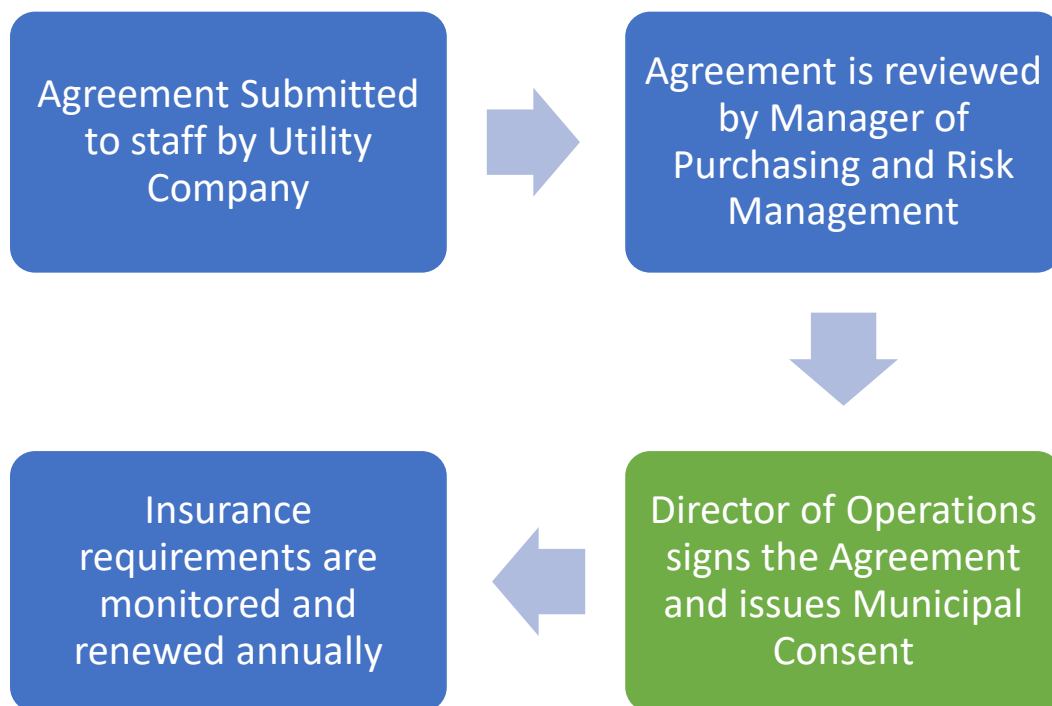 Agreement Submitted
to staff by Utility
Company
Agreement is reviewed
by Manager of
Purchasing and Risk
Management
Director of Operations
signs the Agreement
and issues Municipal
Consent
Insurance
requirements are
monitored and
renewed annually